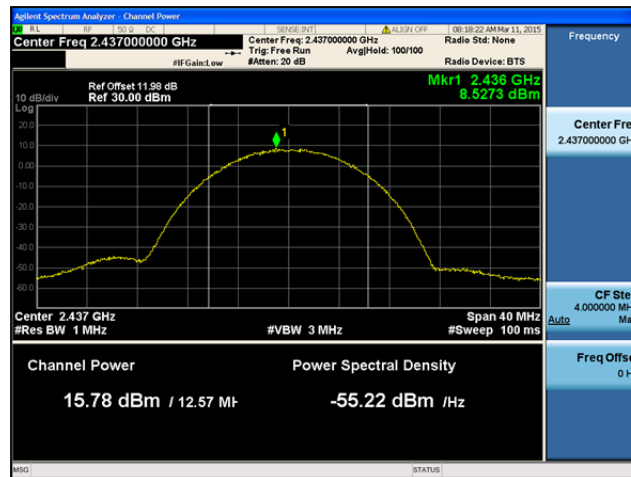 Agilent Spectrum Analyzer - Channel Power
RL RF 50 Ω DC SENSE:INT ALIGN OFF 08:18:22 AM Mar 11, 2015
Center Freq 2.437000000 GHz Center Freq: 2.437000000 GHz Radio Std: None
Trig: Free Run Avg|Hold: 100/100
#IFGain:Low #Atten: 20 dB Radio Device: BTS
Mkr1 2.436 GHz
8.5273 dBm
Ref Offset 11.98 dB
10 dB/div Ref 30.00 dBm
Log
20.0
10.0
0.00
-10.0
-20.0
-30.0
-40.0
-50.0
-60.0
1
Center 2.437 GHz Span 40 MHz
#Res BW 1 MHz #VBW 3 MHz #Sweep 100 ms
Channel Power Power Spectral Density
15.78 dBm / 12.57 MH -55.22 dBm /Hz
MSG STATUS
Frequency
Center Fre
2.437000000 GH
CF Ste
4.000000 MH
Auto Ma
Freq Offse
0 H